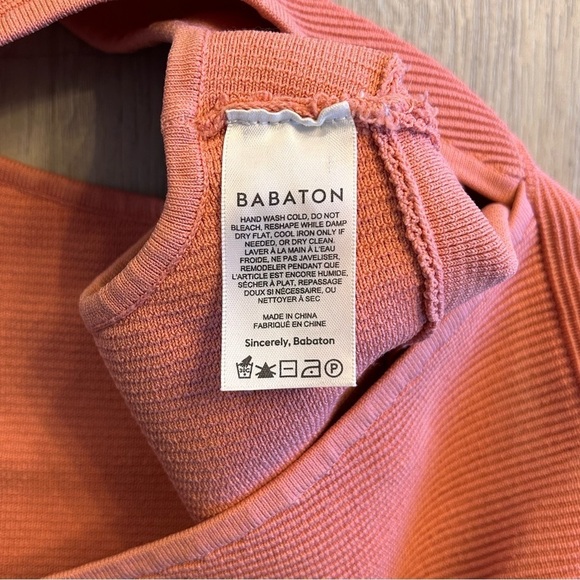 BABATON
HAND WASH COLD, DO NOT
BLEACH, RESHAPE WHILE DAMP
DRY FLAT, COOL IRON ONLY IF
NEEDED, OR DRY CLEAN.
LAVER À LA MAIN À L'EAU
FROIDE, NE PAS JAVELISER,
REMODELER PENDANT QUE
L'ARTICLE EST ENCORE HUMIDE,
SÉCHER À PLAT, REPASSAGE
DOUX SI NÉCESSAIRE, OU
NETTOYER À SEC
MADE IN CHINA
FABRIQUÉ EN CHINE
Sincerely, Babaton
P